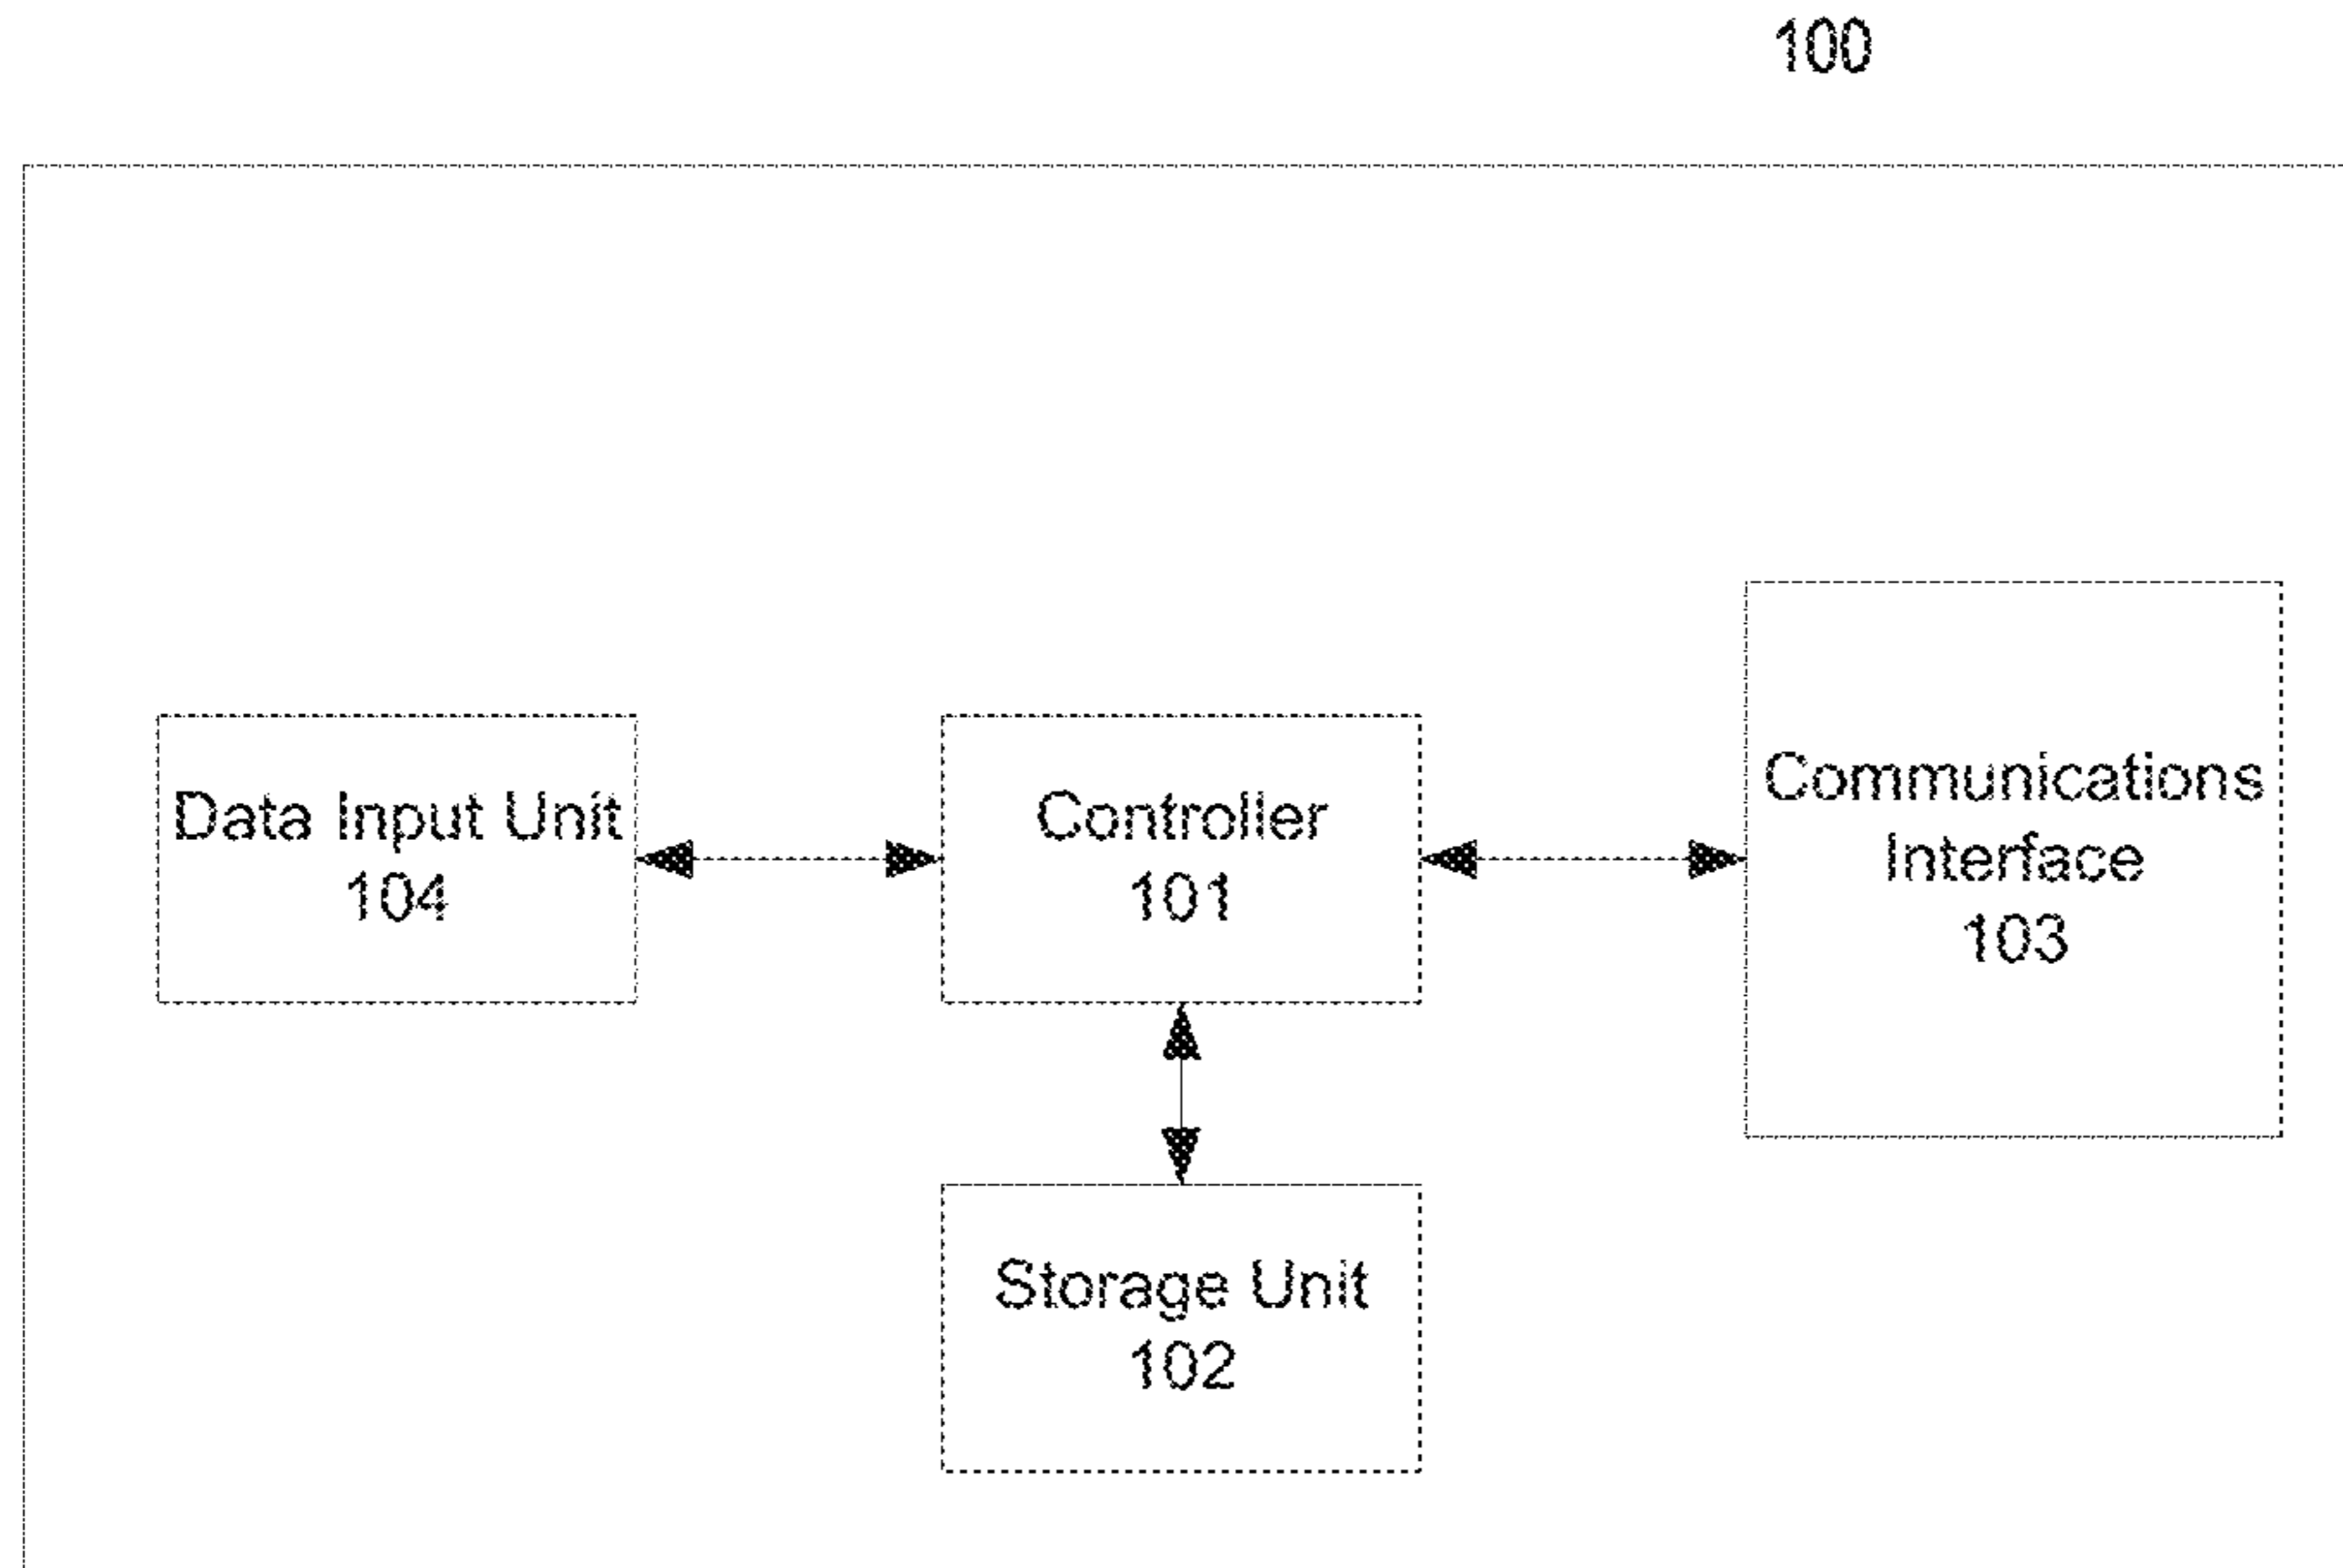 100
Data Input Unit
104
Controller
101
Communications
Interface
103
Storage Unit
102